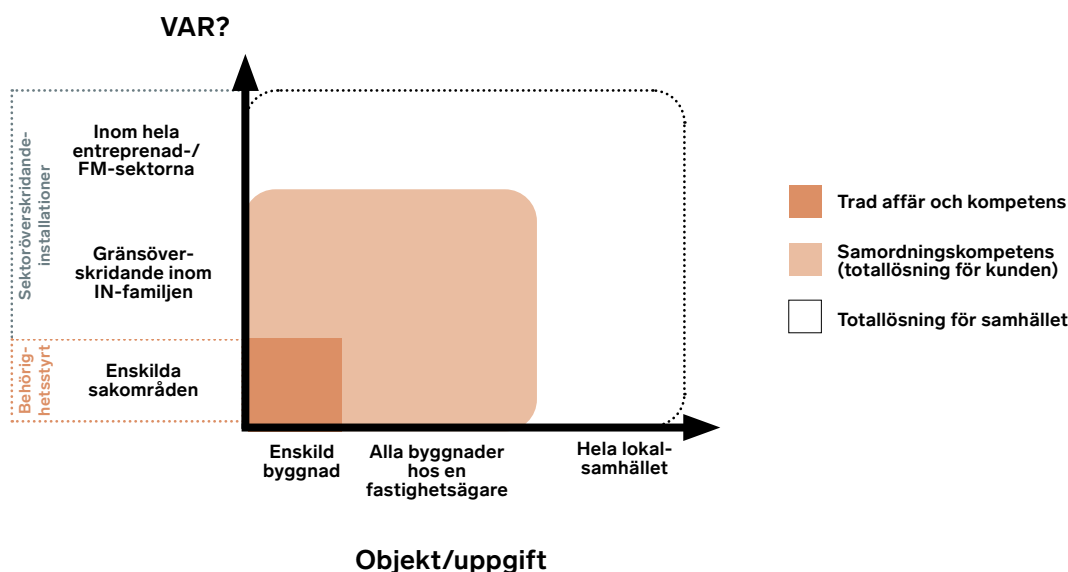 VAR?
Sektoröverskridande-
installationer
Inom hela
entreprenad-/
FM-sektorna
Gränsöver-
skridande inom
IN-familjen
Behörig-
hetsstyrt
Enskilda
sakområden
Enskild
byggnad
Alla byggnader
hos en
fastighetsägare
Hela lokal-
samhället
Objekt/uppgift
Trad affär och kompetens
Samordningskompetens
(totallösning för kunden)
Totallösning för samhället